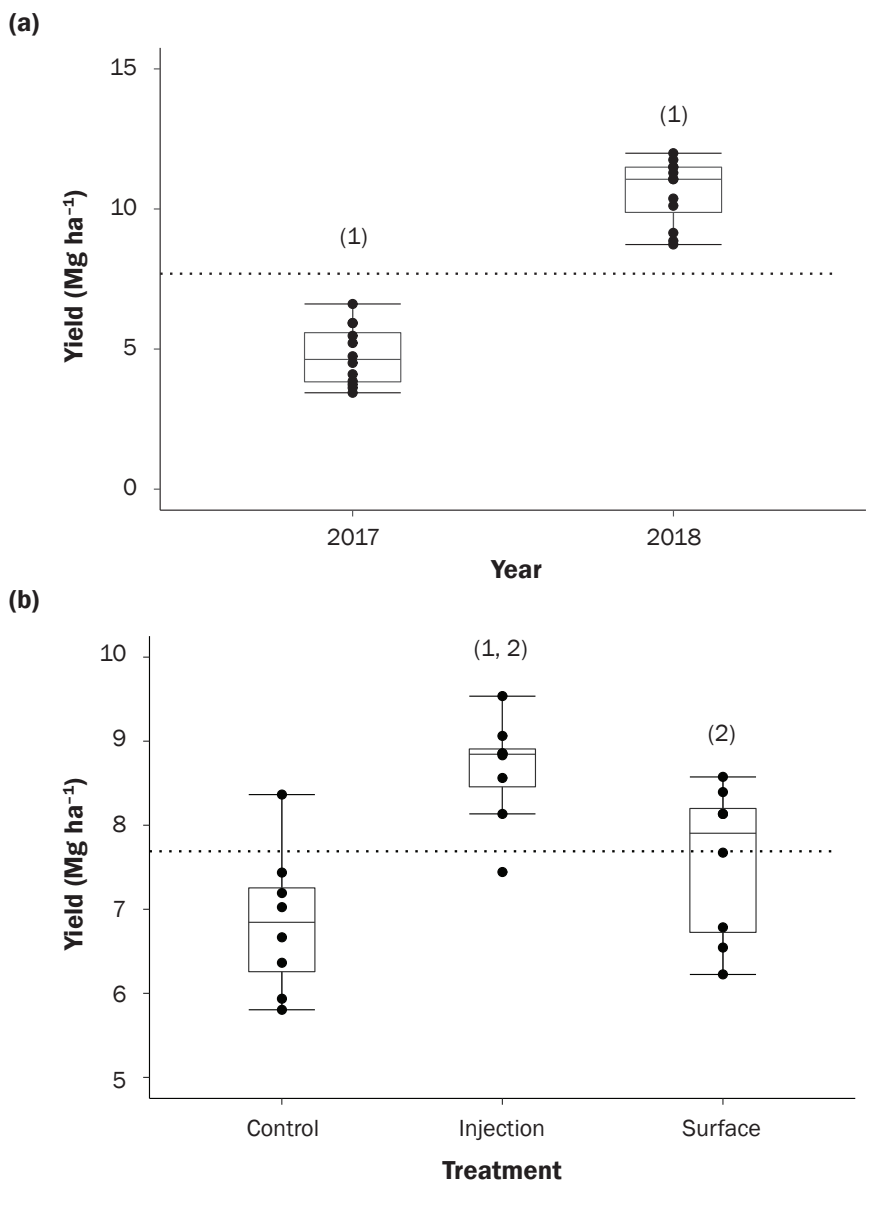 (a)
15
(1)
10
(1)
5
0
Yield (Mg ha⁻¹)
2017
2018
Year
(b)
10
(1, 2)
9
(2)
8
7
6
5
Yield (Mg ha⁻¹)
Control
Injection
Surface
Treatment